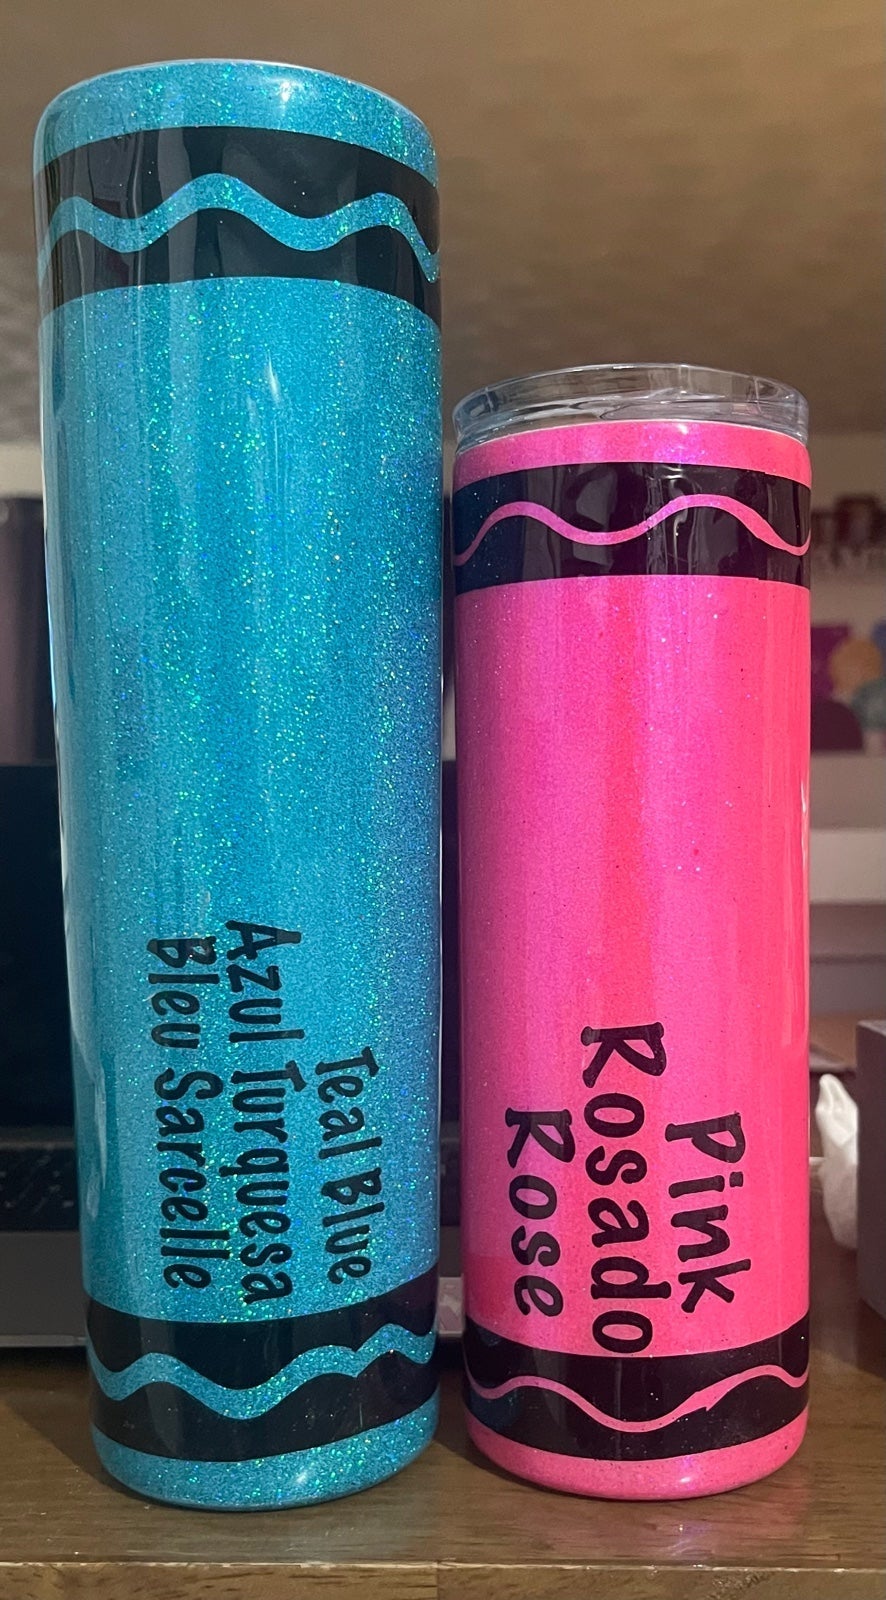 Teal Blue
Azul Turquesa
Bleu Sarcelle
Pink
Rosado
Rose